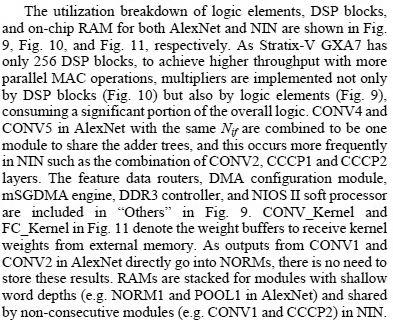 The utilization breakdown of logic elements, DSP blocks,
and on-chip RAM for both AlexNet and NIN are shown in Fig.
9, Fig. 10, and Fig. 11, respectively. As Stratix-V GXA7 has
only 256 DSP blocks, to achieve higher throughput with more
parallel MAC operations, multipliers are implemented not only
by DSP blocks (Fig. 10) but also by logic elements (Fig. 9),
consuming a significant portion of the overall logic. CONV4 and
CONV5 in AlexNet with the same Nif are combined to be one
module to share the adder trees, and this occurs more frequently
in NIN such as the combination of CONV2, CCCP1 and CCCP2
layers. The feature data routers, DMA configuration module,
mSGDMA engine, DDR3 controller, and NIOS II soft processor
are included in “Others” in Fig. 9. CONV_Kernel and
FC_Kernel in Fig. 11 denote the weight buffers to receive kernel
weights from external memory. As outputs from CONV1 and
CONV2 in AlexNet directly go into NORMs, there is no need to
store these results. RAMs are stacked for modules with shallow
word depths (e.g. NORM1 and POOL1 in AlexNet) and shared
by non-consecutive modules (e.g. CONV1 and CCCP2) in NIN.